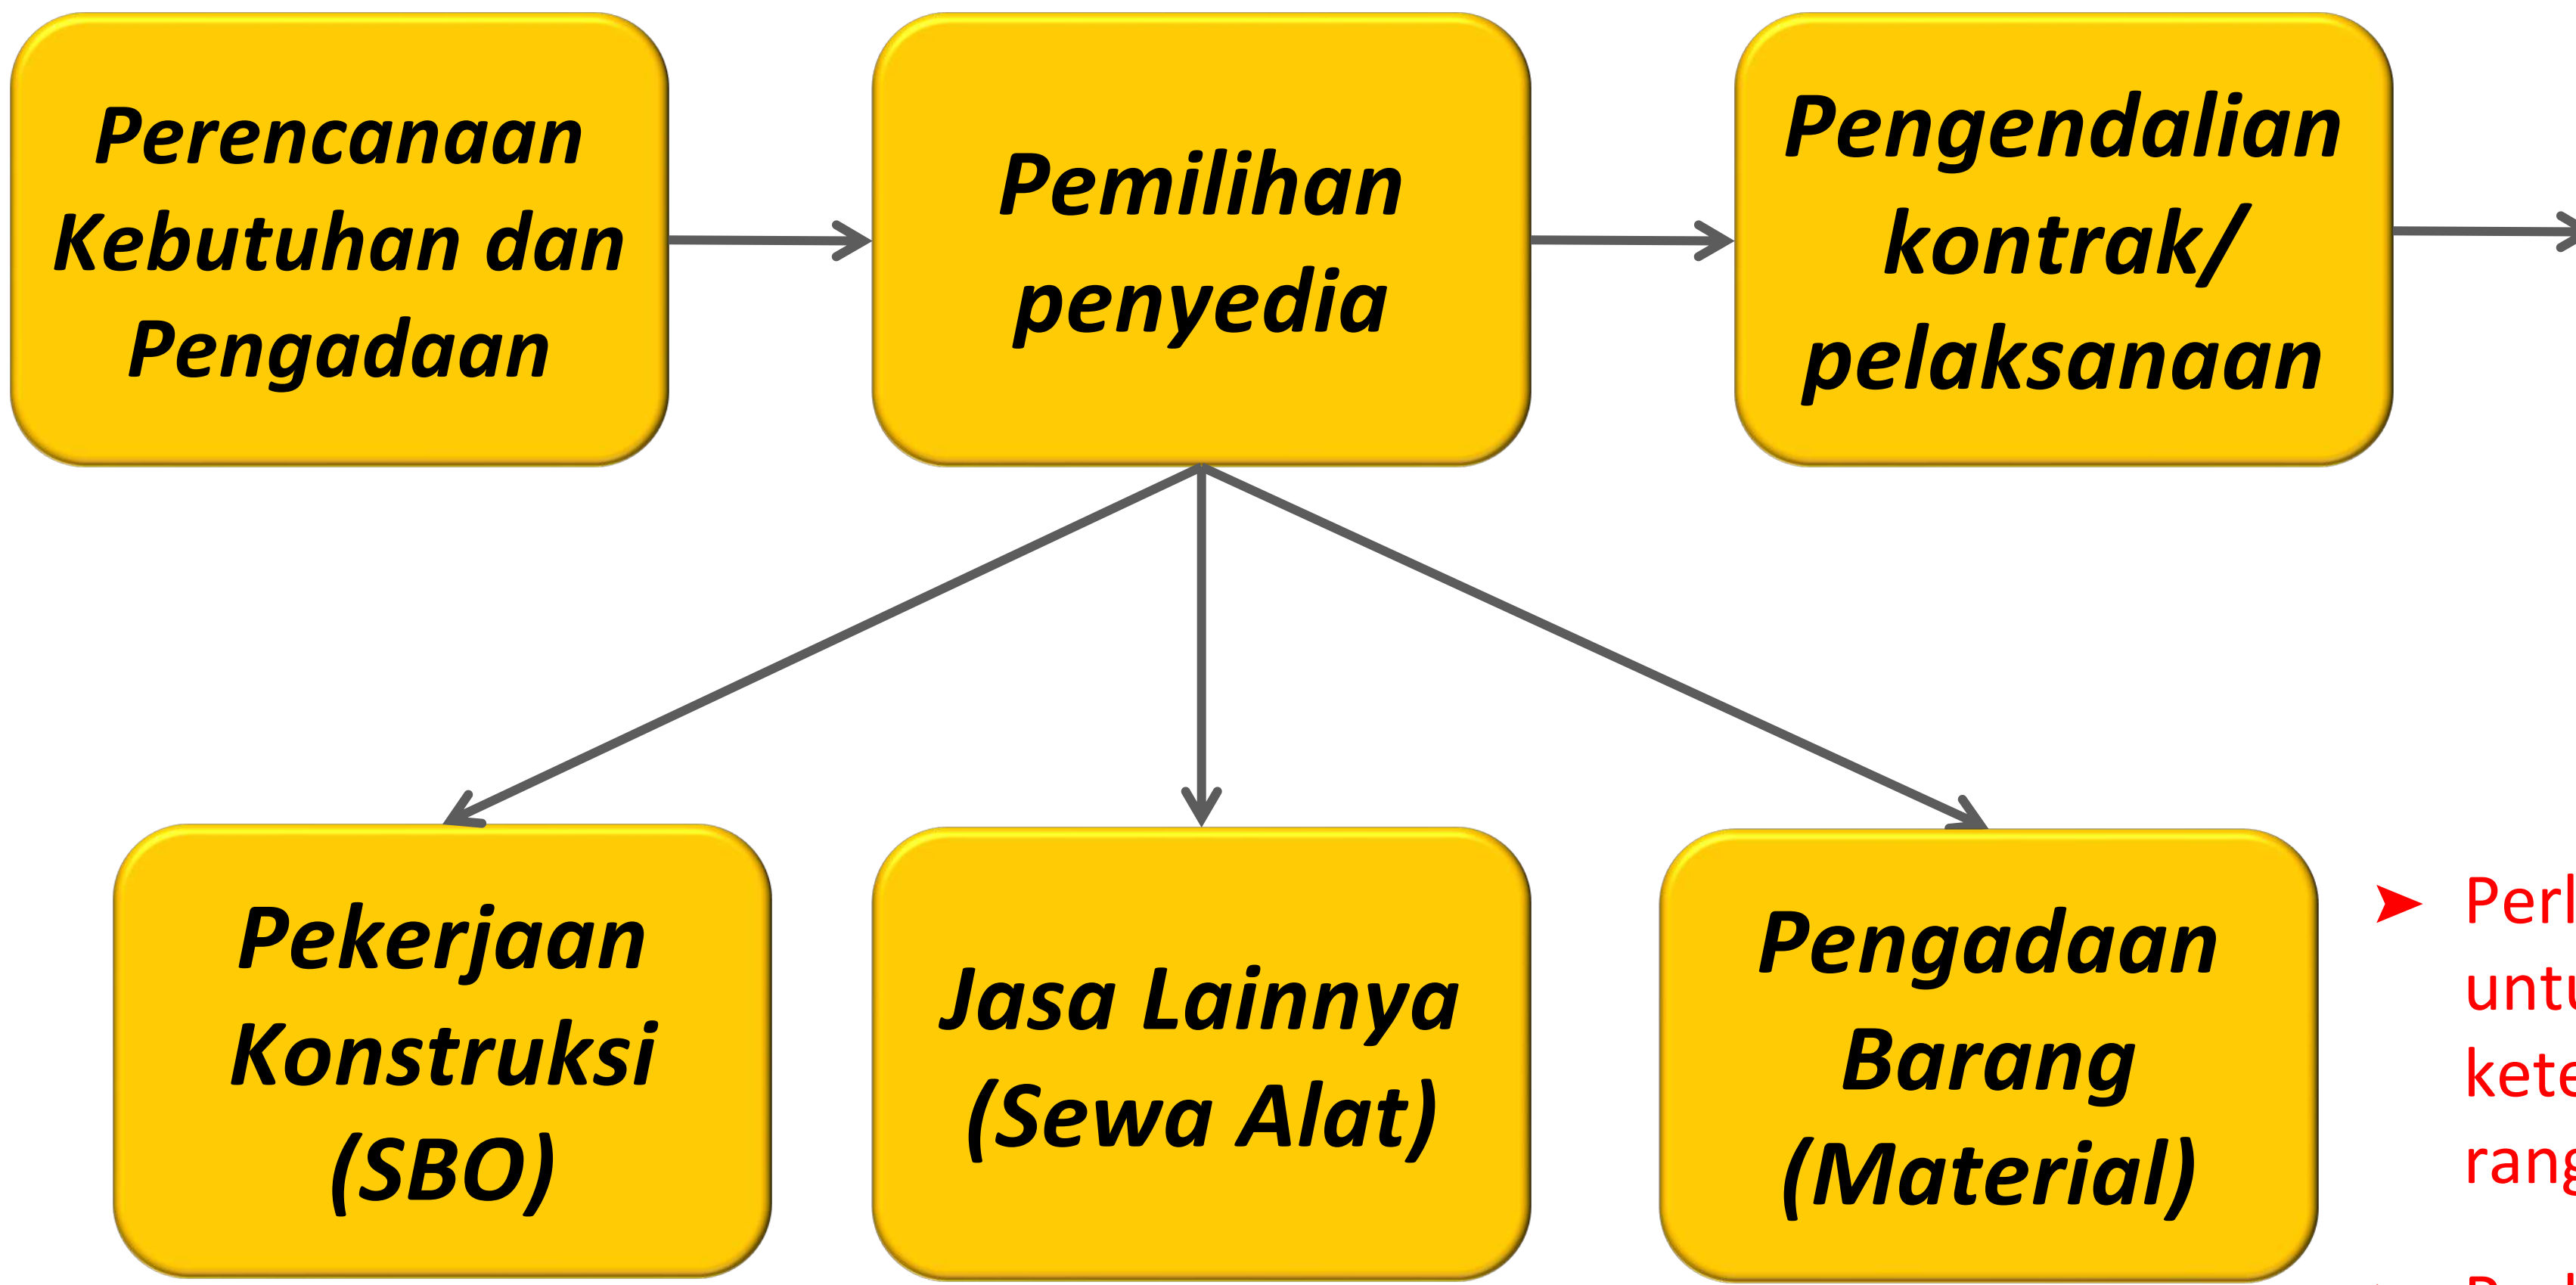 Perencanaan
Kebutuhan dan
Pengadaan
Pemilihan
penyedia
Pengendalian
kontrak/
pelaksanaan
Pekerjaan
Konstruksi
(SBO)
Jasa Lainnya
(Sewa Alat)
Pengadaan
Barang
(Material)